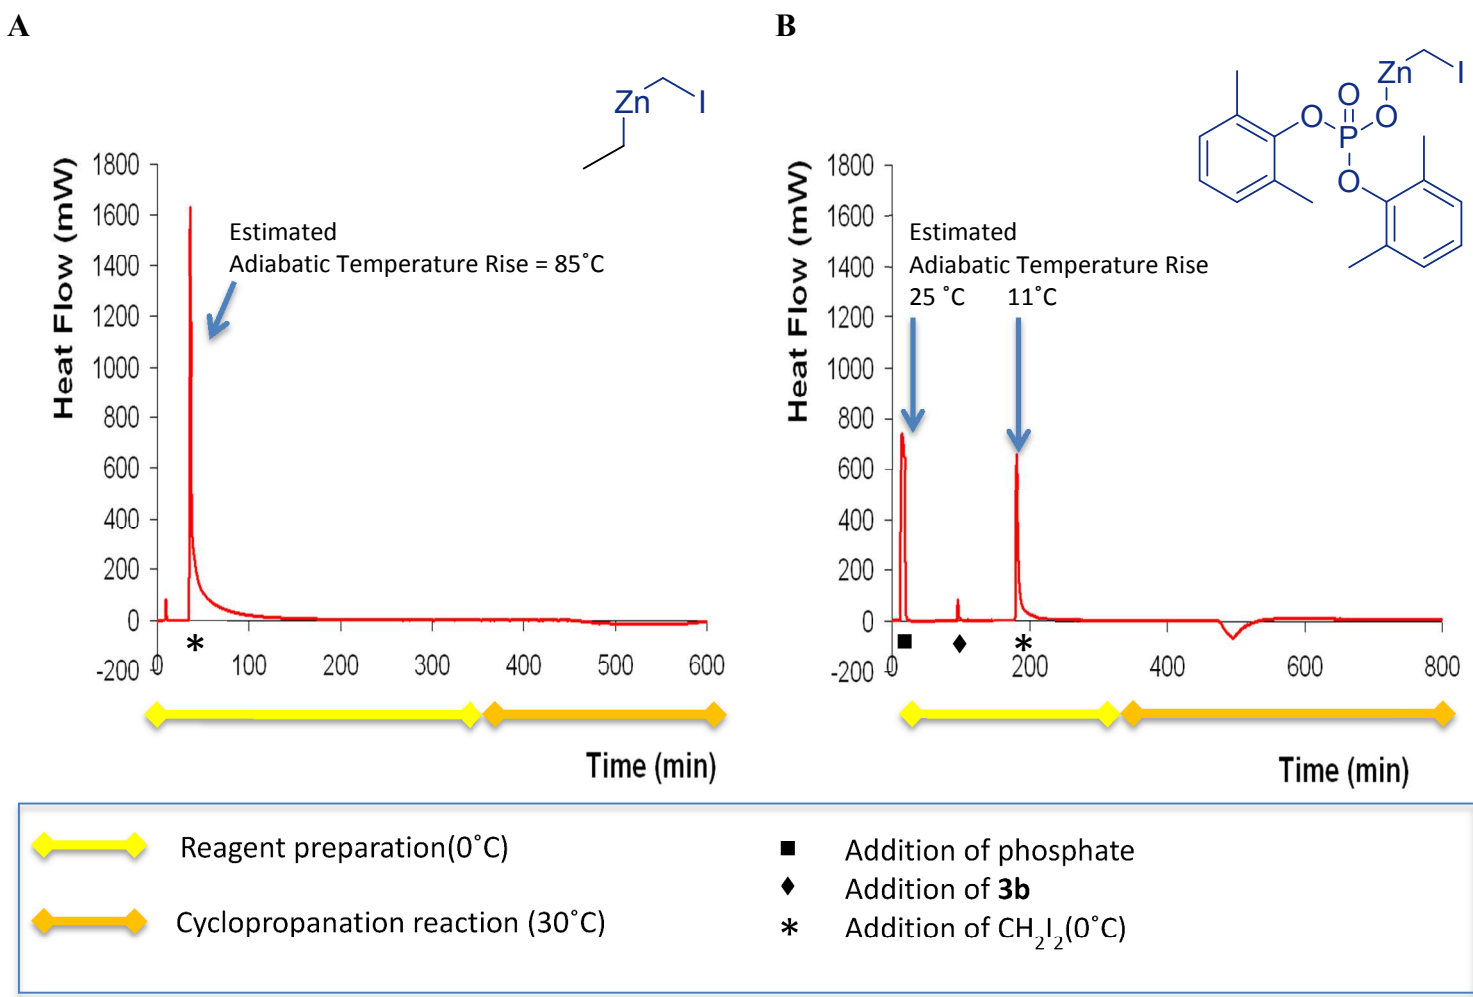 A
B
Zn
I
Zn
I
O
O
O
P
O
1800
1600
1400
1200
1000
800
600
400
200
0
-200
0
100
200
300
400
500
600
Heat Flow (mW)
Estimated
Adiabatic Temperature Rise = 85˚C
*
Time (min)
1800
1600
1400
1200
1000
800
600
400
200
0
-200
0
200
400
600
800
Heat Flow (mW)
Estimated
Adiabatic Temperature Rise
25 ˚C 11˚C
*
Time (min)
Reagent preparation(0˚C)
Cyclopropanation reaction (30˚C)
■ Addition of phosphate
♦ Addition of 3b
* Addition of CH2I2(0˚C)